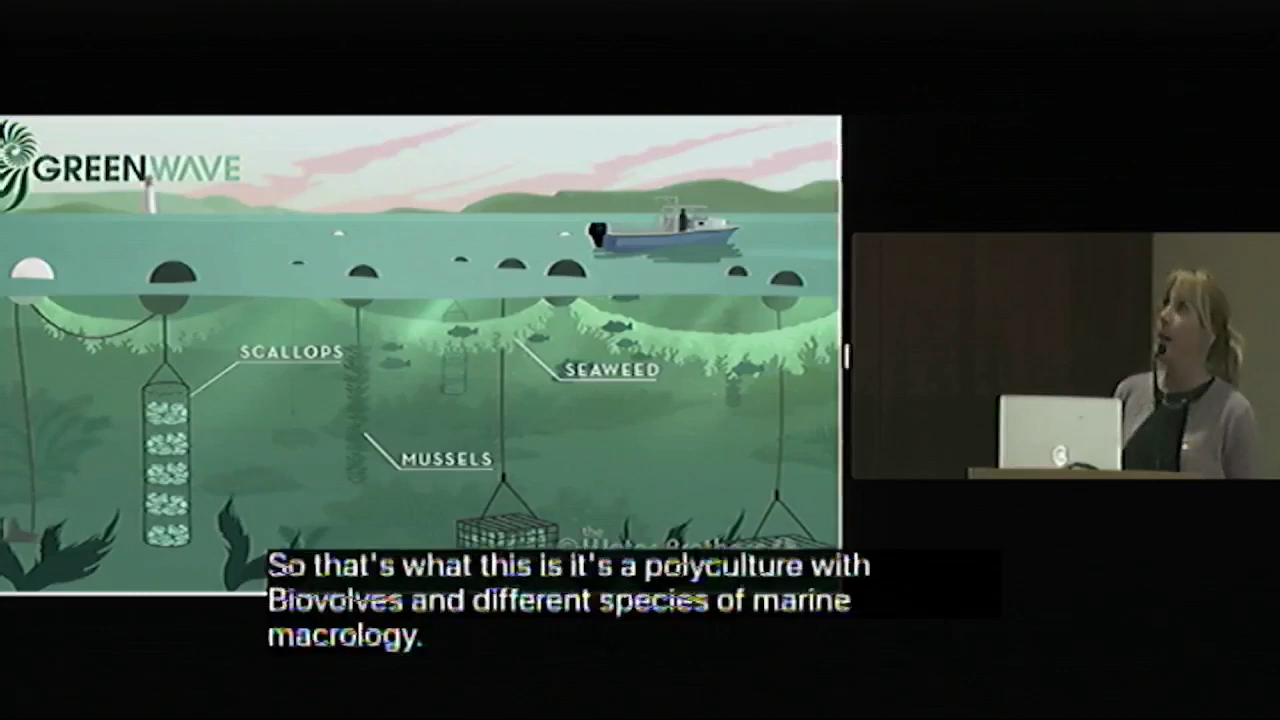 GREENWAVE
SCALLOPS
SEAWEED
MUSSELS
the
So that's what this is it's a polyculture with
Biovolves and different species of marine
macrology.